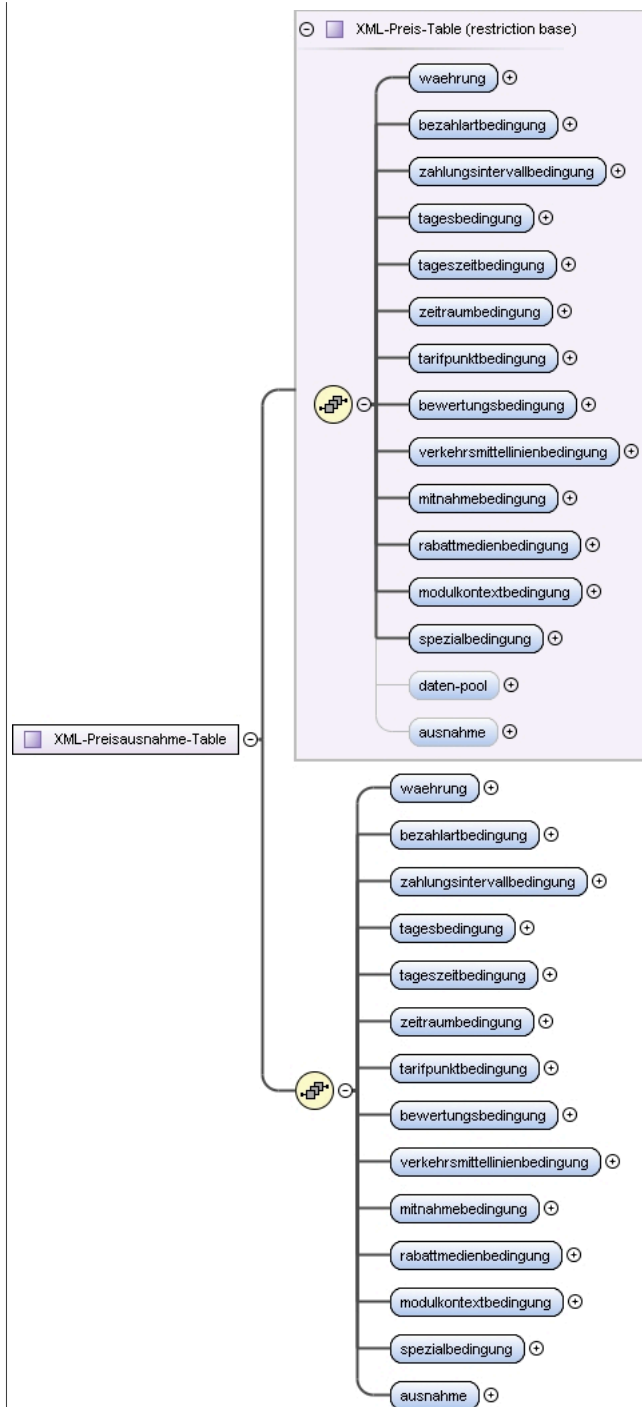 XML-Preis-Table (restriction base)
waehrung
bezahlartbedingung
zahlungsintervallbedingung
tagesbedingung
tageszeitbedingung
zeitraumbedingung
tarifpunktbedingung
bewertungsbedingung
verkehrsmittellinienbedingung
mitnahmebedingung
rabattmedienbedingung
modulkontextbedingung
spezialbedingung
daten-pool
ausnahme
XML-Preisausnahme-Table
waehrung
bezahlartbedingung
zahlungsintervallbedingung
tagesbedingung
tageszeitbedingung
zeitraumbedingung
tarifpunktbedingung
bewertungsbedingung
verkehrsmittellinienbedingung
mitnahmebedingung
rabattmedienbedingung
modulkontextbedingung
spezialbedingung
ausnahme